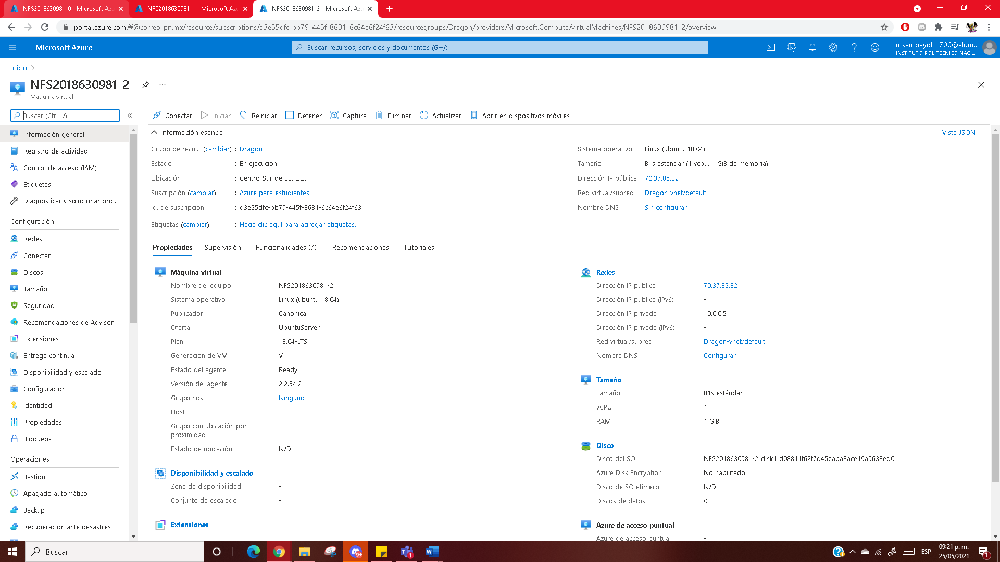 NFS2018630981-0 - Microsoft Azu
NFS2018630981-1 - Microsoft Azu
NFS2018630981-2 - Microsoft Azu
portal.azure.com/#@correo.ipn.mx/resource/subscriptions/d3e55dfc-bb79-445f-8631-6c64e6f24f63/resourcegroups/Dragon/providers/Microsoft.Compute/virtualMachines/NFS2018630981-2/overview
Microsoft Azure
Buscar recursos, servicios y documentos (G+/)
msampayoh1700@alum...
INSTITUTO POLITECNICO NACI...
Inicio
NFS2018630981-2
...
Máquina virtual
Buscar (Ctrl+/)
«
Conectar
Iniciar
Reiniciar
Detener
Captura
Eliminar
Actualizar
Abrir en dispositivos móviles
Información general
Registro de actividad
Control de acceso (IAM)
Etiquetas
Diagnosticar y solucionar pro...
Configuración
Redes
Conectar
Discos
Tamaño
Seguridad
Recomendaciones de Advisor
Extensiones
Entrega continua
Disponibilidad y escalado
Configuración
Identidad
Propiedades
Bloqueos
Operaciones
Bastión
Apagado automático
Backup
Recuperación ante desastres
Información esencial
Vista JSON
Grupo de recu... (cambiar) : Dragon
Estado : En ejecución
Ubicación : Centro-Sur de EE. UU.
Suscripción (cambiar) : Azure para estudiantes
Id. de suscripción : d3e55dfc-bb79-445f-8631-6c64e6f24f63
Etiquetas (cambiar) : Haga clic aquí para agregar etiquetas.
Sistema operativo : Linux (ubuntu 18.04)
Tamaño : B1s estándar (1 vcpu, 1 GiB de memoria)
Dirección IP pública : 70.37.85.32
Red virtual/subred : Dragon-vnet/default
Nombre DNS : Sin configurar
Propiedades
Supervisión
Funcionalidades (7)
Recomendaciones
Tutoriales
Máquina virtual
Nombre del equipo NFS2018630981-2
Sistema operativo Linux (ubuntu 18.04)
Publicador Canonical
Oferta UbuntuServer
Plan 18.04-LTS
Generación de VM V1
Estado del agente Ready
Versión del agente 2.2.54.2
Grupo host Ninguno
Host -
Grupo con ubicación por -
proximidad
Estado de ubicación N/D
Disponibilidad y escalado
Zona de disponibilidad -
Conjunto de escalado -
Extensiones
-
Redes
Dirección IP pública 70.37.85.32
Dirección IP pública (IPv6) -
Dirección IP privada 10.0.0.5
Dirección IP privada (IPv6) -
Red virtual/subred Dragon-vnet/default
Nombre DNS Configurar
Tamaño
Tamaño B1s estándar
vCPU 1
RAM 1 GiB
Disco
Disco del SO NFS2018630981-2_disk1_d08811f62f7d45eaba8ace19a9633ed0
Azure Disk Encryption No habilitado
Disco de SO efímero N/D
Discos de datos 0
Azure de acceso puntual
Azure de acceso puntual -
Buscar
9+
1
ESP
09:21 p. m.
25/05/2021
1